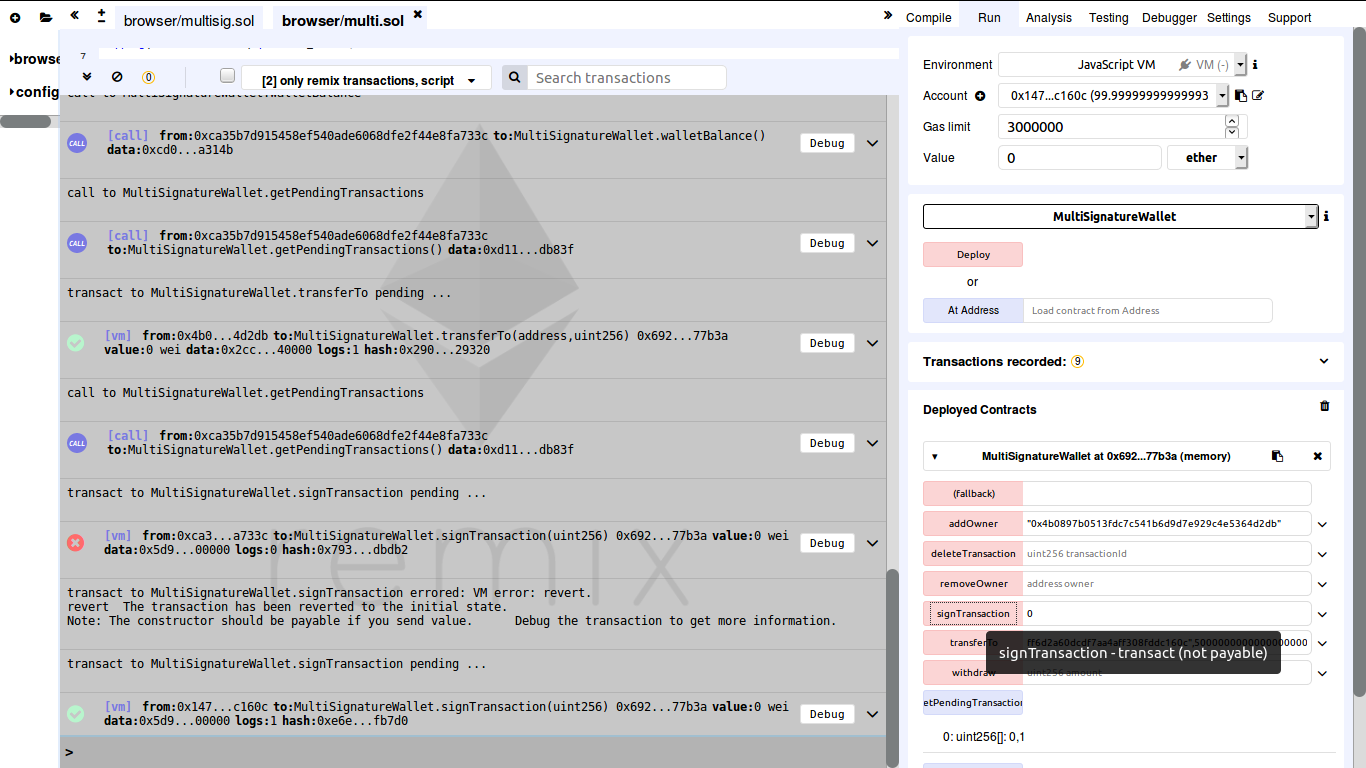 browser/multisig.sol
browser/multi.sol
Compile Run Analysis Testing Debugger Settings Support
browse
config
7
0
[2] only remix transactions, script
Search transactions
[call] from:0xca35b7d915458ef540ade6068dfe2f44e8fa733c to:MultiSignatureWallet.walletBalance()
data:0xcd0...a314b
Debug
call to MultiSignatureWallet.getPendingTransactions
[call] from:0xca35b7d915458ef540ade6068dfe2f44e8fa733c
to:MultiSignatureWallet.getPendingTransactions() data:0xd11...db83f
Debug
transact to MultiSignatureWallet.transferTo pending ...
[vm] from:0x4b0...4d2db to:MultiSignatureWallet.transferTo(address,uint256) 0x692...77b3a
value:0 wei data:0x2cc...40000 logs:1 hash:0x290...29320
Debug
call to MultiSignatureWallet.getPendingTransactions
[call] from:0xca35b7d915458ef540ade6068dfe2f44e8fa733c
to:MultiSignatureWallet.getPendingTransactions() data:0xd11...db83f
Debug
transact to MultiSignatureWallet.signTransaction pending ...
[vm] from:0xca3...a733c to:MultiSignatureWallet.signTransaction(uint256) 0x692...77b3a value:0 wei
data:0x5d9...00000 logs:0 hash:0x793...dbdb2
Debug
remix
transact to MultiSignatureWallet.signTransaction errored: VM error: revert.
revert The transaction has been reverted to the initial state.
Note: The constructor should be payable if you send value. Debug the transaction to get more information.
transact to MultiSignatureWallet.signTransaction pending ...
[vm] from:0x147...c160c to:MultiSignatureWallet.signTransaction(uint256) 0x692...77b3a value:0 wei
data:0x5d9...00000 logs:1 hash:0xe6e...fb7d0
Debug
>
Environment JavaScript VM VM (-)
Account 0x147...c160c (99.99999999999993
Gas limit 3000000
Value 0 ether
MultiSignatureWallet
Deploy
or
At Address Load contract from Address
Transactions recorded: 9
Deployed Contracts
MultiSignatureWallet at 0x692...77b3a (memory)
(fallback)
addOwner "0x4b0897b0513fdc7c541b6d9d7e929c4e5364d2db"
deleteTransaction uint256 transactionId
removeOwner address owner
signTransaction 0
signTransaction - transact (not payable)
withdraw uint256 amount
etPendingTransaction
0: uint256[]: 0,1